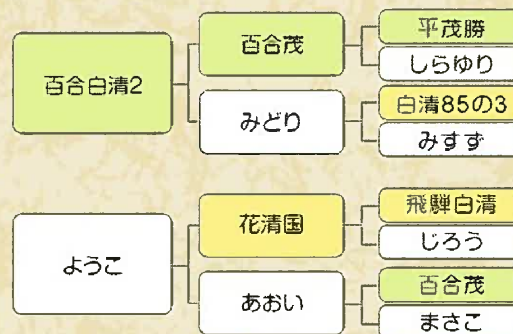 百合白清2
百合茂
みどり
平茂勝
しらゆり
白清85の3
みすず
ようこ
花清国
あおい
飛騨白清
じろう
百合茂
まさこ